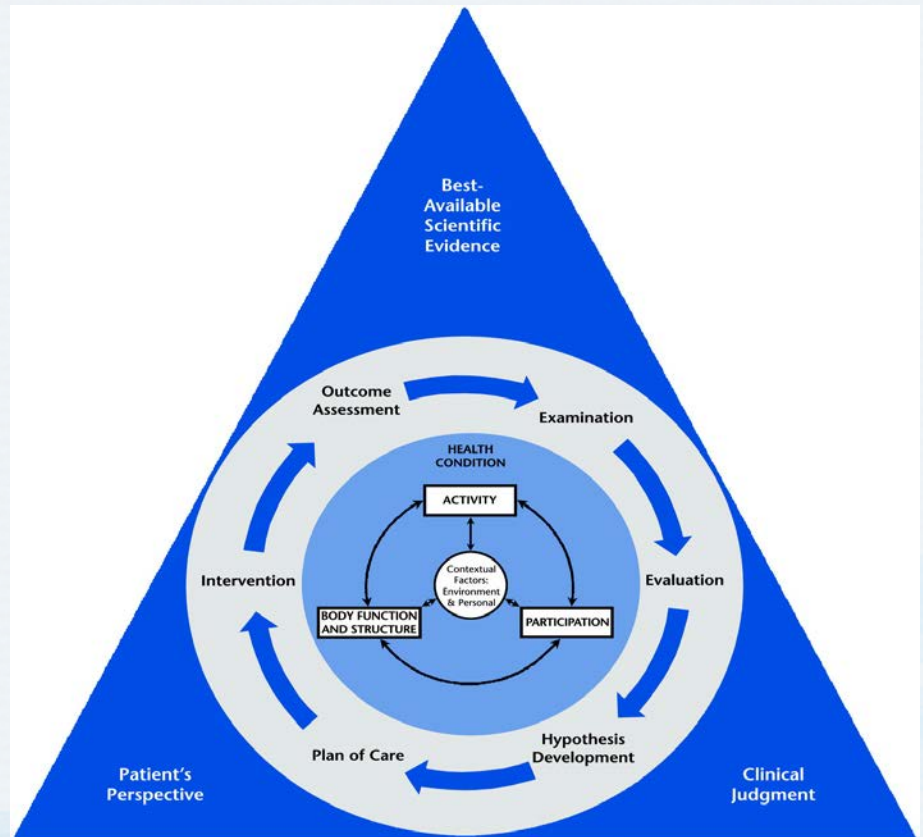 Best-
Available
Scientific
Evidence
Outcome
Assessment
Examination
HEALTH
CONDITION
ACTIVITY
Contextual
Factors:
Environment
& Personal
Intervention
Evaluation
BODY FUNCTION
AND STRUCTURE
PARTICIPATION
Plan of Care
Hypothesis
Development
Patient's
Perspective
Clinical
Judgment